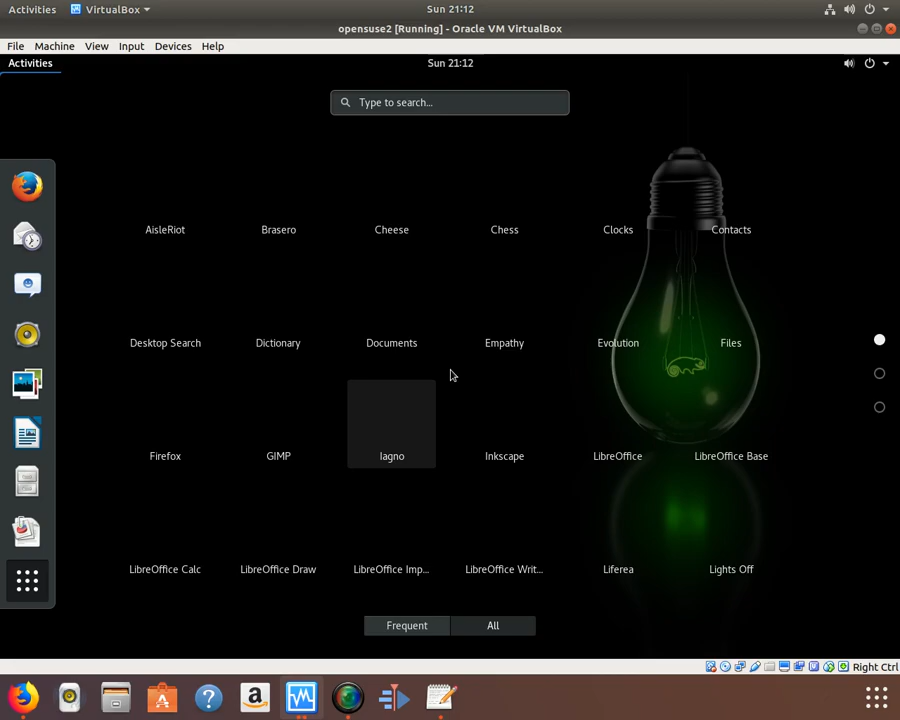 Activities VirtualBox Sun 21:12
opensuse2 [Running] - Oracle VM VirtualBox
File Machine View Input Devices Help
Activities Sun 21:12
Type to search...
AisleRiot Brasero Cheese Chess Clocks Contacts
Desktop Search Dictionary Documents Empathy Evolution Files
Firefox GIMP Iagno Inkscape LibreOffice LibreOffice Base
LibreOffice Calc LibreOffice Draw LibreOffice Imp... LibreOffice Writ... Liferea Lights Off
Frequent All
Right Ctrl